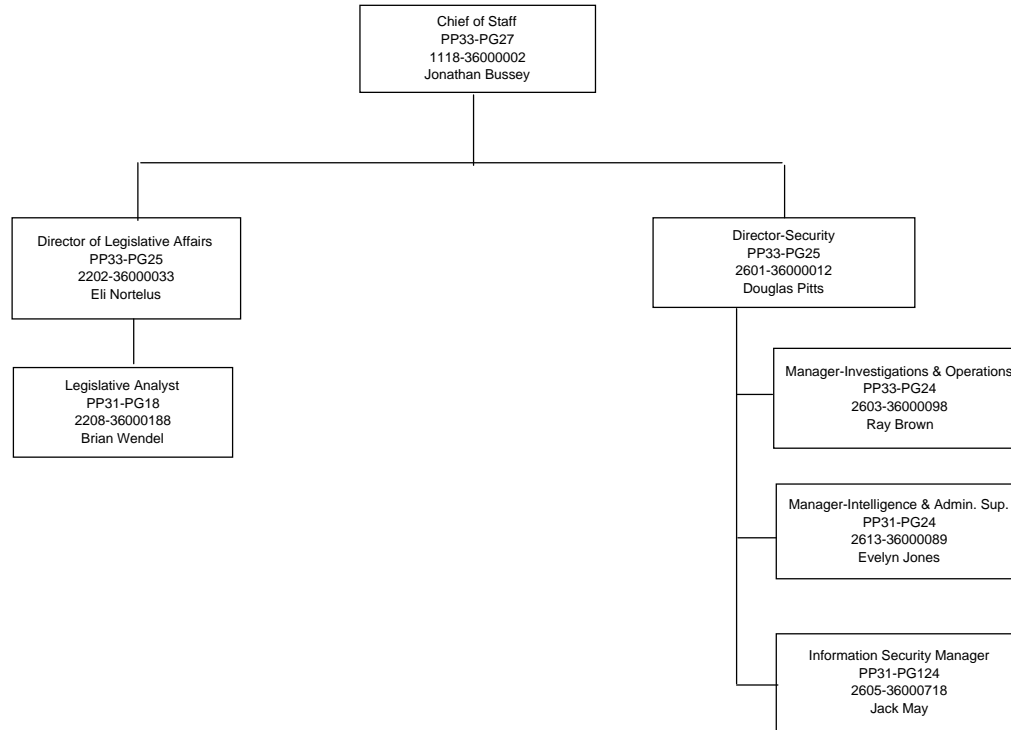 Chief of Staff
PP33-PG27
1118-36000002
Jonathan Bussey
Director of Legislative Affairs
PP33-PG25
2202-36000033
Eli Nortelus
Director-Security
PP33-PG25
2601-36000012
Douglas Pitts
Legislative Analyst
PP31-PG18
2208-36000188
Brian Wendel
Manager-Investigations & Operations
PP33-PG24
2603-36000098
Ray Brown
Manager-Intelligence & Admin. Sup.
PP31-PG24
2613-36000089
Evelyn Jones
Information Security Manager
PP31-PG124
2605-36000718
Jack May